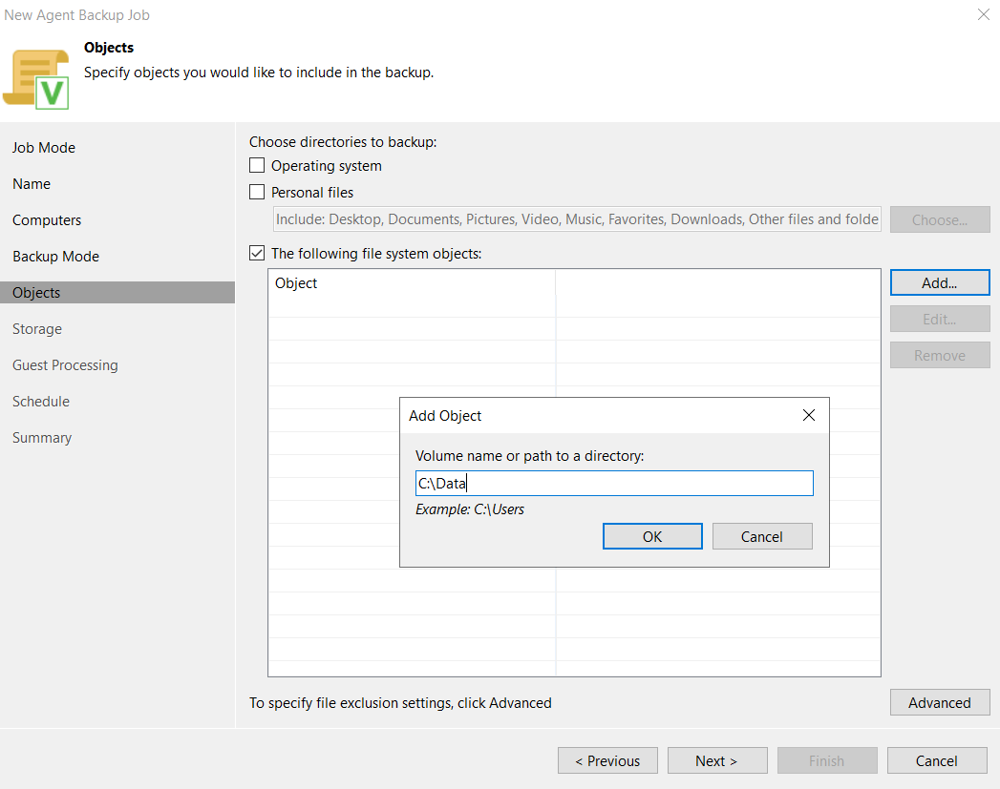 New Agent Backup Job
Objects
Specify objects you would like to include in the backup.
V
Job Mode
Name
Computers
Backup Mode
Objects
Storage
Guest Processing
Schedule
Summary
Choose directories to backup:
Operating system
Personal files
Include: Desktop, Documents, Pictures, Video, Music, Favorites, Downloads, Other files and folde
Choose...
The following file system objects:
Object
Add...
Edit...
Remove
Add Object
Volume name or path to a directory:
C:\Data
Example: C:\Users
OK
Cancel
To specify file exclusion settings, click Advanced
Advanced
< Previous
Next >
Finish
Cancel